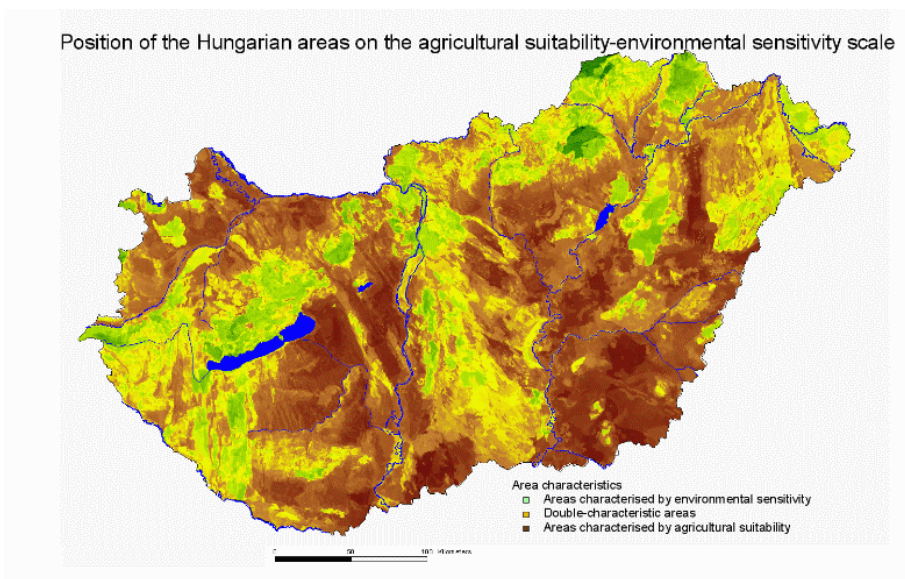 Position of the Hungarian areas on the agricultural suitability-environmental sensitivity scale
Area characteristics
Areas characterised by environmental sensitivity
Double-characteristic areas
Areas characterised by agricultural suitability
0 50 100 Kilometers